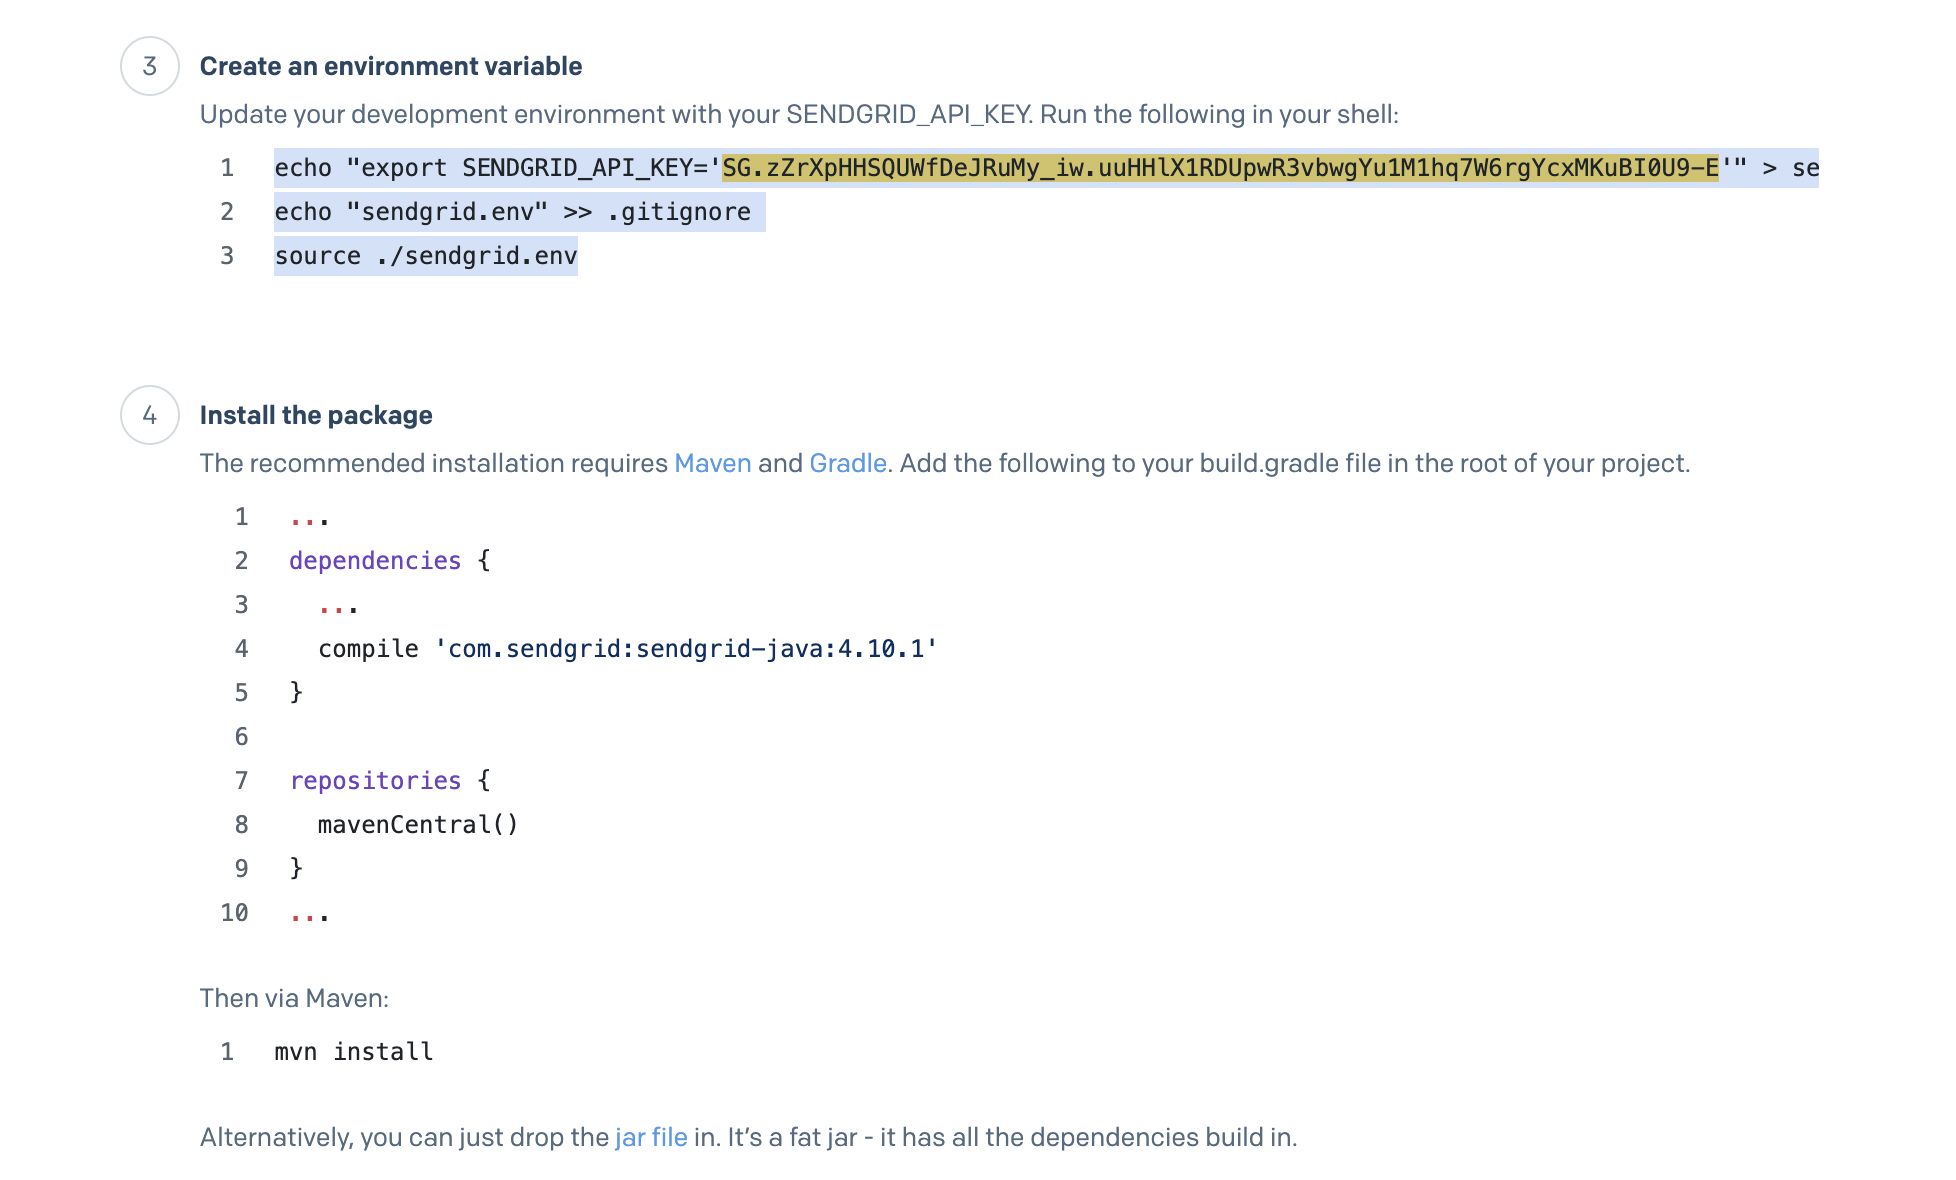 3 Create an environment variable
Update your development environment with your SENDGRID_API_KEY. Run the following in your shell:
1 echo "export SENDGRID_API_KEY='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'" > se
2 echo "sendgrid.env" >> .gitignore
3 source ./sendgrid.env
4 Install the package
The recommended installation requires Maven and Gradle. Add the following to your build.gradle file in the root of your project.
1 ...
2 dependencies {
3 ...
4 compile 'com.sendgrid:sendgrid-java:4.10.1'
5 }
6
7 repositories {
8 mavenCentral()
9 }
10 ...
Then via Maven:
1 mvn install
Alternatively, you can just drop the jar file in. It’s a fat jar - it has all the dependencies build in.